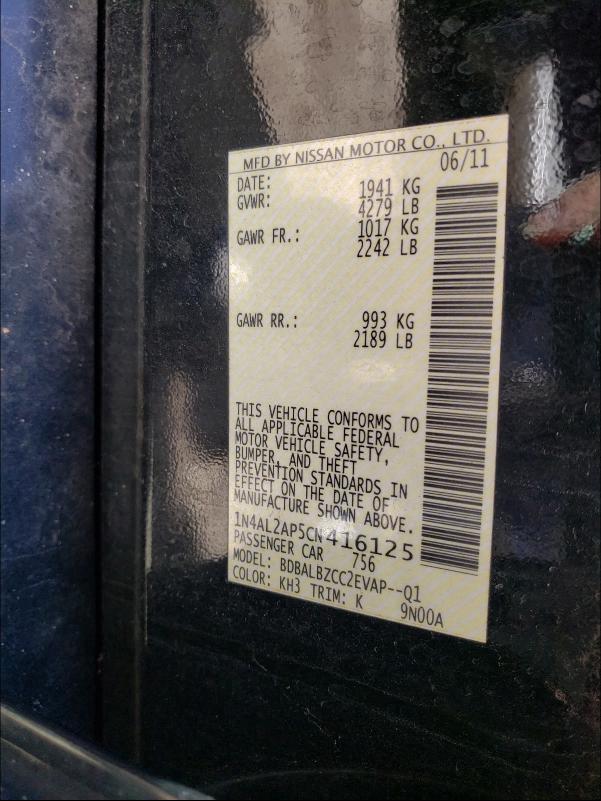 MFD BY NISSAN MOTOR CO., LTD.
DATE: 06/11
GVWR: 1941 KG
4279 LB
GAWR FR.: 1017 KG
2242 LB
GAWR RR.: 993 KG
2189 LB
THIS VEHICLE CONFORMS TO
ALL APPLICABLE FEDERAL
MOTOR VEHICLE SAFETY,
BUMPER, AND THEFT
PREVENTION STANDARDS IN
EFFECT ON THE DATE OF
MANUFACTURE SHOWN ABOVE.
1N4AL2AP5CN416125
PASSENGER CAR 756
MODEL: BDBALBZCC2EVAP--Q1
COLOR: KH3 TRIM: K 9N00A